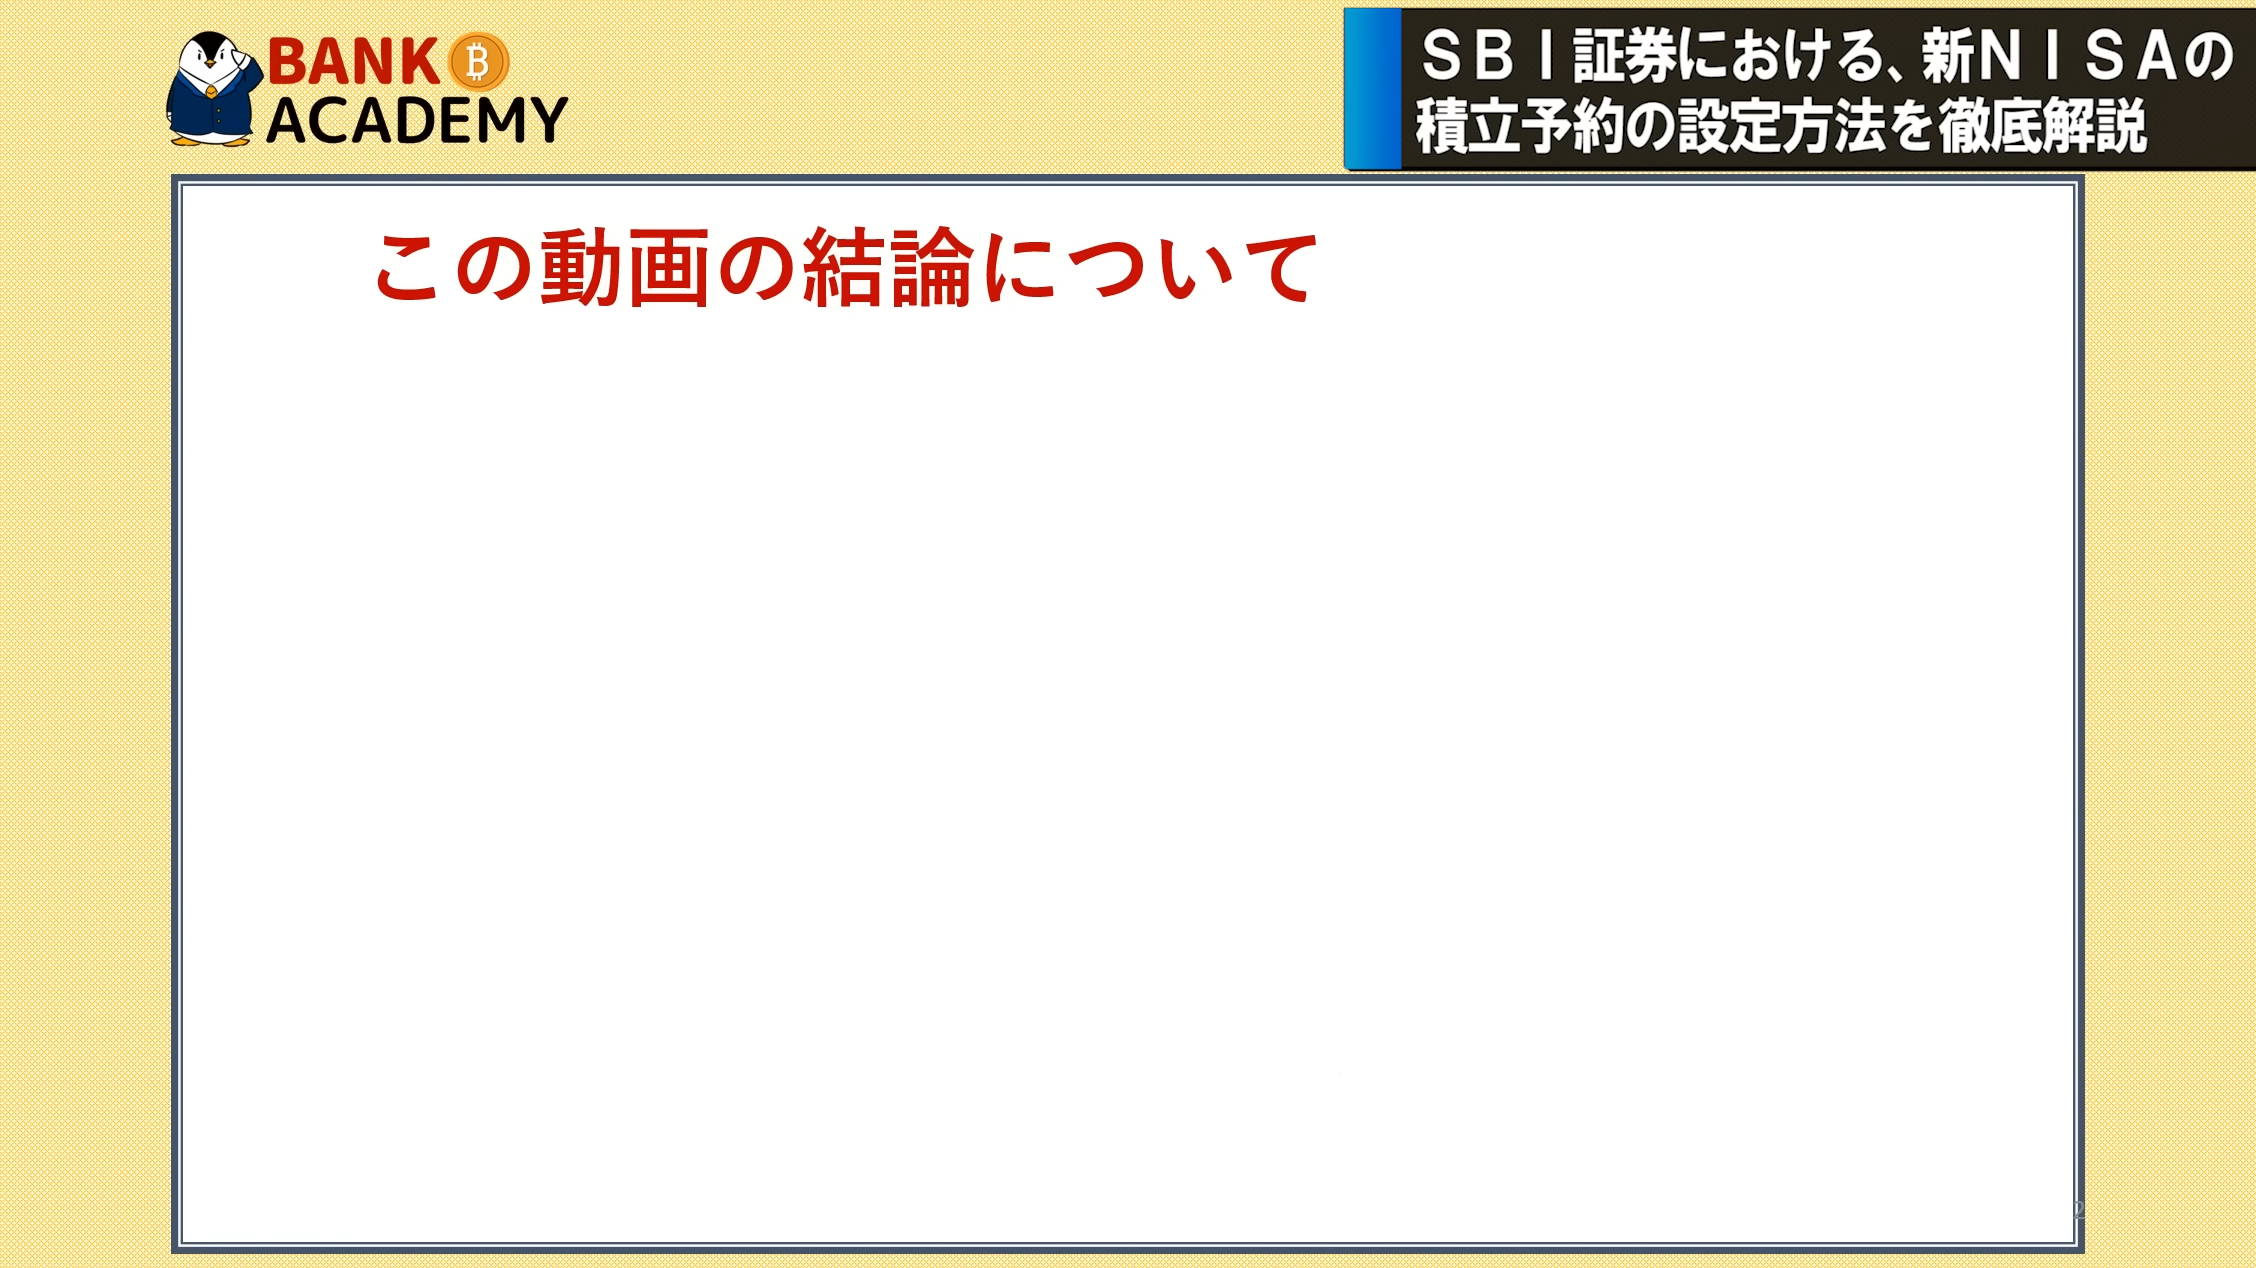 BANK
ACADEMY
SBI証券における、新NISAの
積立予約の設定方法を徹底解説
この動画の結論について
2